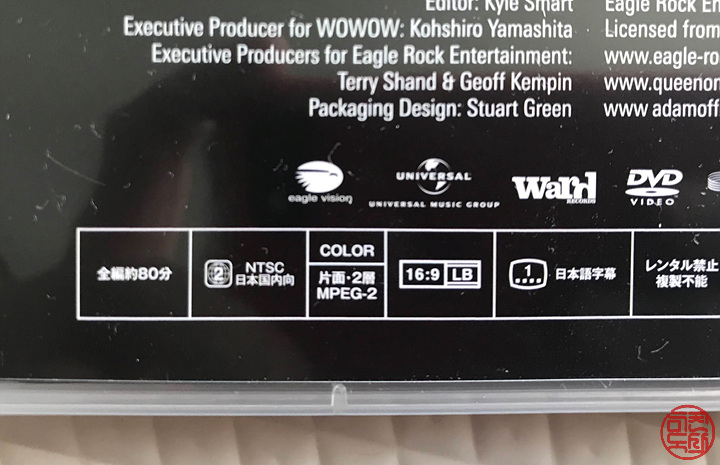 Editor: Kyle Smart
Executive Producer for WOWOW: Kohshiro Yamashita
Executive Producers for Eagle Rock Entertainment:
Terry Shand & Geoff Kempin
Packaging Design: Stuart Green
Eagle Rock En
Licensed from
www.eagle-ro
www.queenon
www adamoff
eagle vision
UNIVERSAL
UNIVERSAL MUSIC GROUP
Ward
RECORDS
DVD
VIDEO
全編約80分
2
NTSC
日本国内向
COLOR
片面・2層
MPEG-2
16:9 LB
1
日本語字幕
レンタル禁止
複製不能